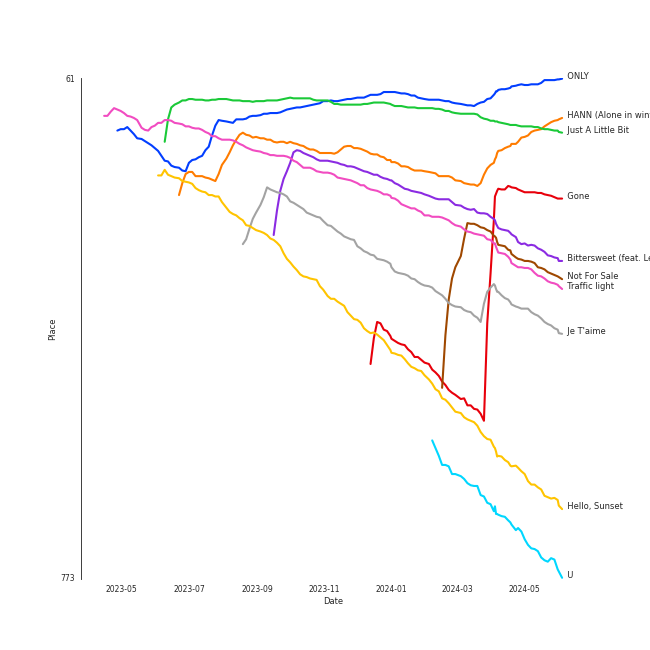 61
ONLY
HANN (Alone in win
Just A Little Bit
Gone
Bittersweet (feat. Le
Not For Sale
Traffic light
Place
Je T'aime
Hello, Sunset
773
U
2023-05 2023-07 2023-09 2023-11 2024-01 2024-03 2024-05
Date